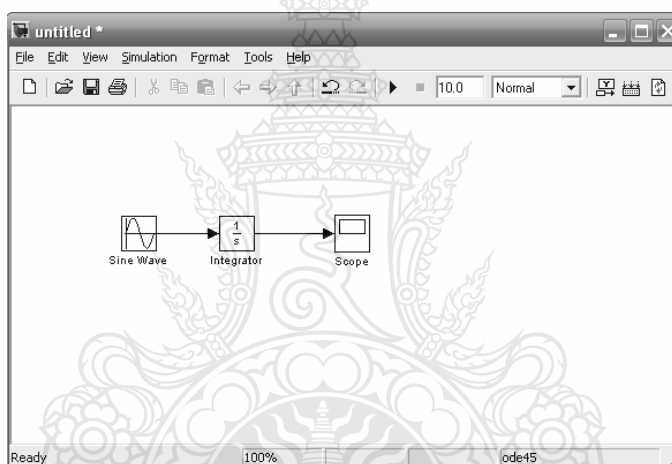 untitled *
File Edit View Simulation Format Tools Help
10.0 Normal
1
s
Sine Wave Integrator Scope
Ready 100% ode45